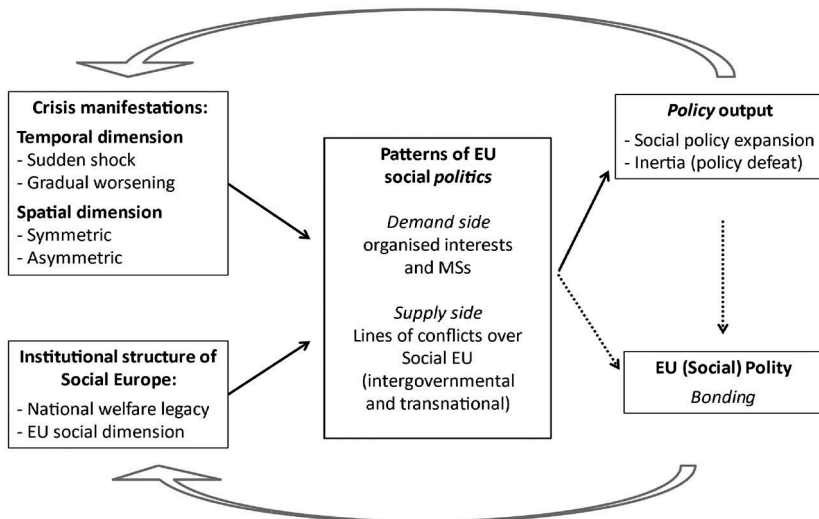 Crisis manifestations:
Temporal dimension
- Sudden shock
- Gradual worsening
Spatial dimension
- Symmetric
- Asymmetric
Institutional structure of
Social Europe:
- National welfare legacy
- EU social dimension
Patterns of EU
social politics
Demand side
organised interests
and MSs
Supply side
Lines of conflicts over
Social EU
(intergovernmental
and transnational)
Policy output
- Social policy expansion
- Inertia (policy defeat)
EU (Social) Polity
Bonding